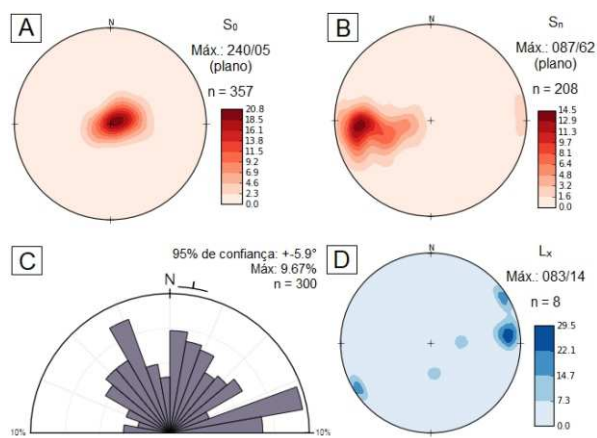 A
N
S₀
Máx.: 240/05
(plano)
n = 357
20.8
18.5
16.1
13.8
11.5
9.2
6.9
4.6
2.3
0.0
B
N
Sₙ
Máx.: 087/62
(plano)
n = 208
14.5
12.9
11.3
9.7
8.1
6.4
4.8
3.2
1.6
0.0
C
95% de confiança: +-5.9°
Máx: 9.67%
n = 300
N
10%
10%
D
N
Lₓ
Máx.: 083/14
n = 8
29.5
22.1
14.7
7.3
0.0